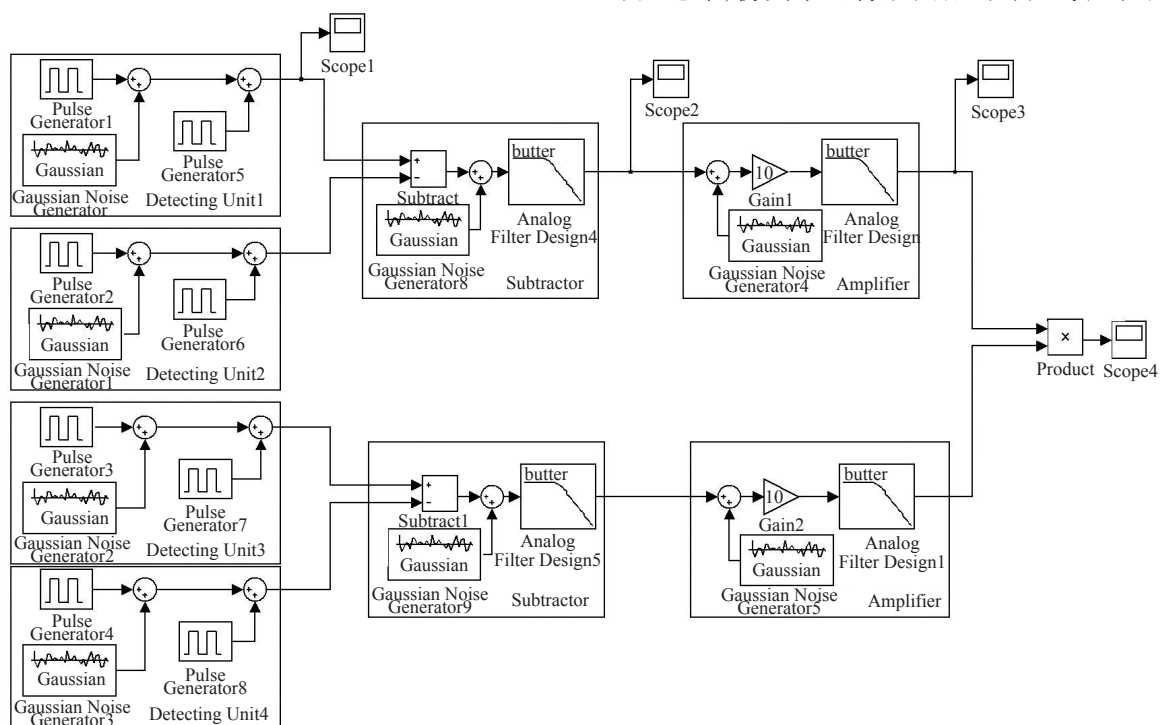 Scope1
Pulse
Generator1
Gaussian
Gaussian Noise
Generator
Pulse
Generator5
Detecting Unit1
Pulse
Generator2
Gaussian
Gaussian Noise
Generator1
Pulse
Generator6
Detecting Unit2
Subtract
Gaussian
Gaussian Noise
Generator8
butter
Analog
Filter Design4
Subtractor
Scope2
10
Gain1
Gaussian
Gaussian Noise
Generator4
butter
Analog
Filter Design
Amplifier
Scope3
×
Product
Scope4
Pulse
Generator3
Gaussian
Gaussian Noise
Generator2
Pulse
Generator7
Detecting Unit3
Pulse
Generator4
Gaussian
Gaussian Noise
Generator3
Pulse
Generator8
Detecting Unit4
Subtract1
Gaussian
Gaussian Noise
Generator9
butter
Analog
Filter Design5
Subtractor
10
Gain2
Gaussian
Gaussian Noise
Generator5
butter
Analog
Filter Design1
Amplifier